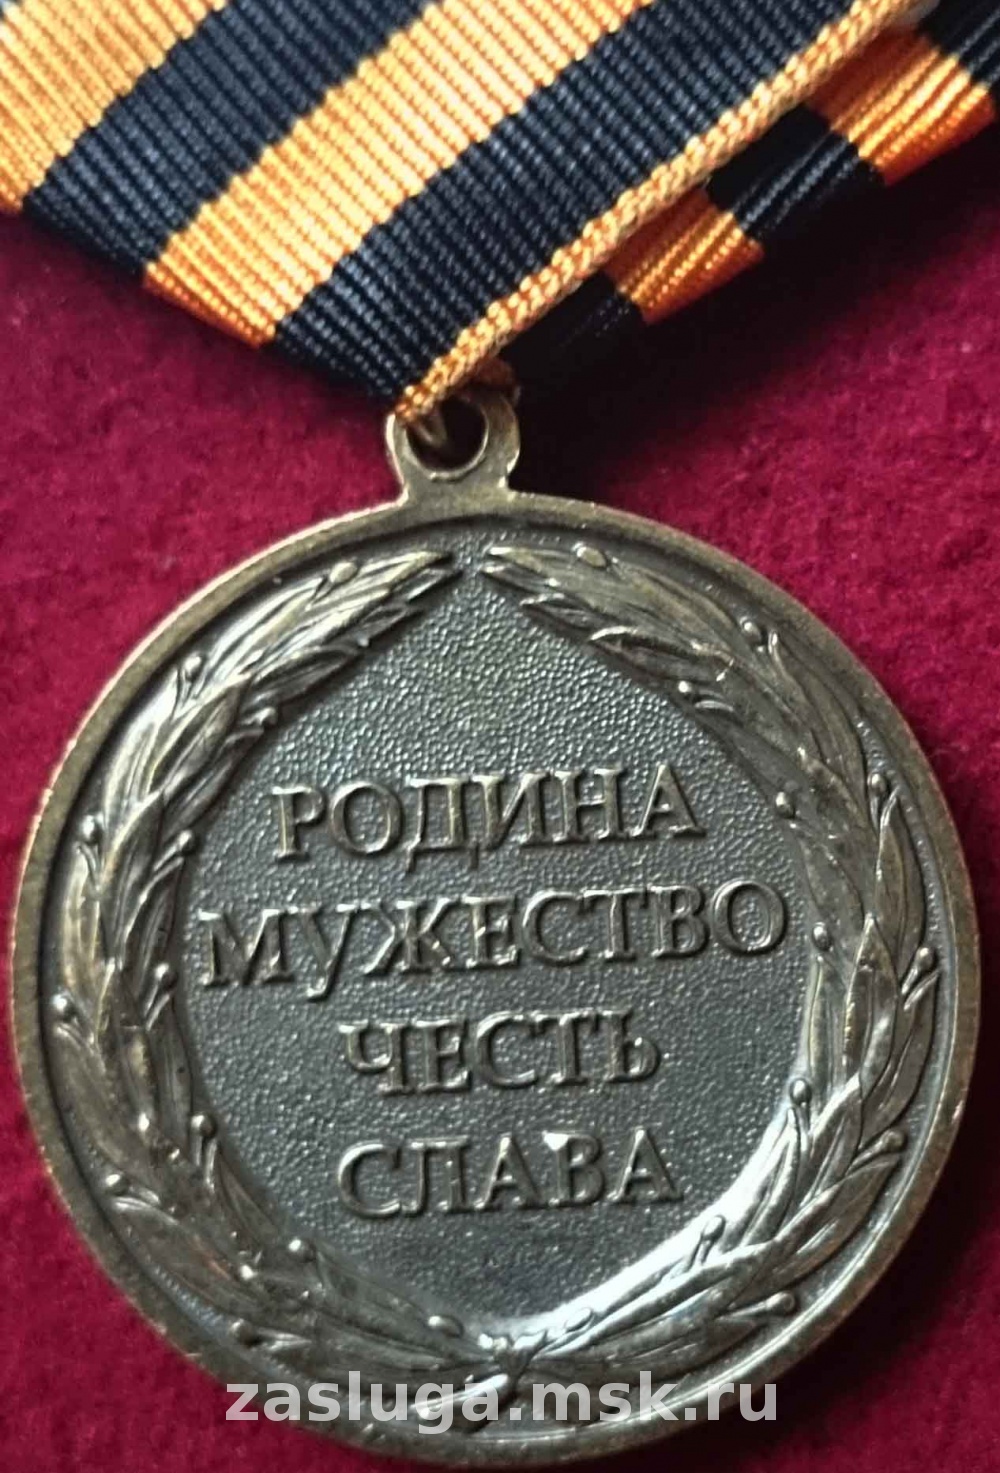 РОДИНА
МУЖЕСТВО
ЧЕСТЬ
СЛАВА
zasluga.msk.ru